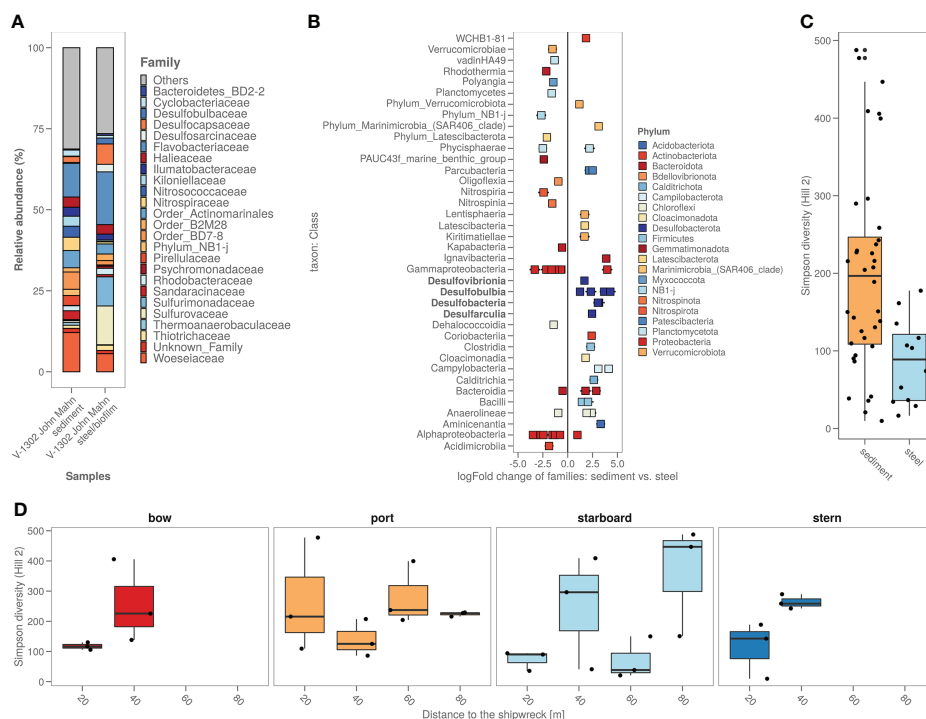 A
Relative abundance (%)
100
75
50
25
0
V-1302 John Mahn
sediment
V-1302 John Mahn
steel/biofilm
Samples
Family
Others
Bacteroidetes_BD2-2
Cyclobacteriaceae
Desulfobulbaceae
Desulfocapsaceae
Desulfosarcinaceae
Flavobacteriaceae
Halieaceae
Ilumatobacteraceae
Kiloniellaceae
Nitrosococcaceae
Nitrospiraceae
Order_Actinomarinales
Order_B2M28
Order_BD7-8
Phylum_NB1-j
Pirellulaceae
Psychromonadaceae
Rhodobacteraceae
Sandaracinaceae
Sulfurimonadaceae
Sulfurovaceae
Thermoanaerobaculaceae
Thiotrichaceae
Unknown_Family
Woeseiaceae
B
taxon: Class
WCHB1-81
Verrucomicrobiae
vadinHA49
Rhodothermia
Polyangia
Planctomycetes
Phylum_Verrucomicrobiota
Phylum_NB1-j
Phylum_Marinimicrobia_(SAR406_clade)
Phylum_Latescibacterota
Phycisphaerae
PAUC43f_marine_benthic_group
Parcubacteria
Oligoflexia
Nitrospiria
Nitrospinia
Lentisphaeria
Latescibacteria
Kiritimatiellae
Kapabacteria
Ignavibacteria
Gammaproteobacteria
Desulfovibrionia
Desulfobulbia
Desulfobacteria
Desulfarculia
Dehalococcoidia
Coriobacteria
Clostridia
Cloacimonadia
Campylobacteria
Calditrichia
Bacteroidia
Bacilli
Anaerolineae
Aminicenantia
Alphaproteobacteria
Acidimicrobiia
-5.0 -2.5 0.0 2.5 5.0
logFold change of families: sediment vs. steel
Phylum
Acidobacteriota
Actinobacteriota
Bacteroidota
Bdellovibrionota
Calditrichota
Campilobacterota
Chloroflexi
Cloacimonadota
Desulfobacterota
Firmicutes
Gemmatimonadota
Latescibacterota
Marinimicrobia_(SAR406_clade)
Myxococcota
NB1-j
Nitrospinota
Nitrospirota
Patescibacteria
Planctomycetota
Proteobacteria
Verrucomicrobiota
C
Simpson diversity (Hill 2)
500
400
300
200
100
0
sediment
steel
D
Simpson diversity (Hill 2)
500
400
300
200
100
0
bow
20 40 60 80
port
20 40 60 80
starboard
20 40 60 80
stern
20 40 60 80
Distance to the shipwreck [m]